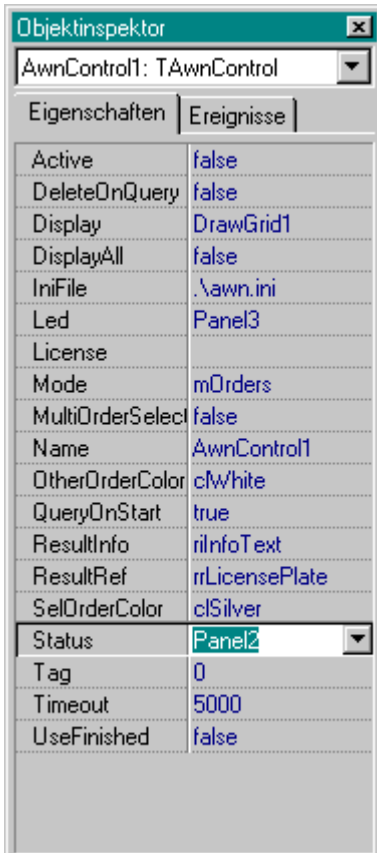 Objektinspektor
AwnControl1: TAwnControl
Eigenschaften Ereignisse
Active false
DeleteOnQuery false
Display DrawGrid1
DisplayAll false
IniFile .\awn.ini
Led Panel3
License
Mode mOrders
MultiOrderSelect false
Name AwnControl1
OtherOrderColor clWhite
QueryOnStart true
ResultInfo riInfoText
ResultRef rrLicensePlate
SelOrderColor clSilver
Status Panel2
Tag 0
Timeout 5000
UseFinished false